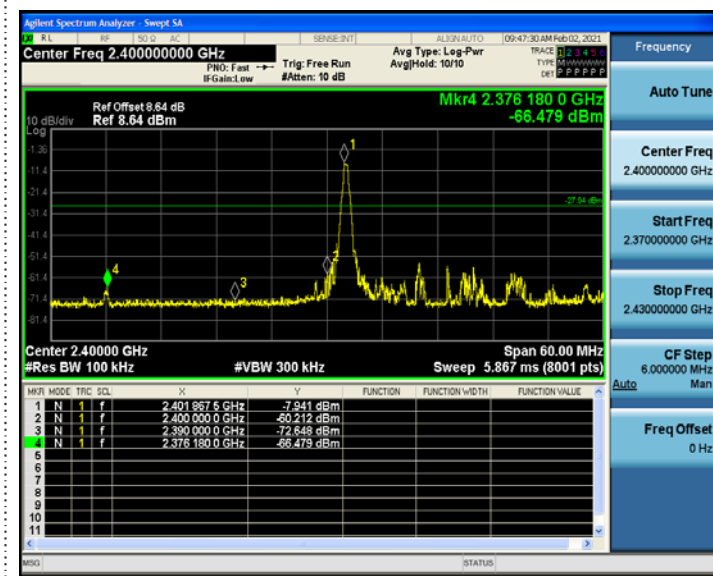 Agilent Spectrum Analyzer - Swept SA
RL RF 50 Ω AC SENSE:INT ALIGN AUTO 09:47:30 AM Feb 02, 2021
Center Freq 2.400000000 GHz
PNO: Fast
IFGain:Low
Trig: Free Run
#Atten: 10 dB
Avg Type: Log-Pwr
Avg|Hold: 10/10
TRACE 1 2 3 4 5 6
TYPE MWWWWW
DET P P P P P P
Mkr4 2.376 180 0 GHz
-66.479 dBm
Ref Offset 8.64 dB
10 dB/div Ref 8.64 dBm
Log
-1.36
-11.4
-21.4
-31.4
-41.4
-51.4
-61.4
-71.4
-81.4
1
-27.94 dBm
2
4
3
Center 2.40000 GHz Span 60.00 MHz
#Res BW 100 kHz #VBW 300 kHz Sweep 5.867 ms (8001 pts)
MKR MODE TRC SCL X Y FUNCTION FUNCTION WIDTH FUNCTION VALUE
1 N 1 f 2.401 867 5 GHz -7.941 dBm
2 N 1 f 2.400 000 0 GHz -60.212 dBm
3 N 1 f 2.390 000 0 GHz -72.648 dBm
4 N 1 f 2.376 180 0 GHz -66.479 dBm
5
6
7
8
9
10
11
MSG STATUS
Frequency
Auto Tune
Center Freq
2.400000000 GHz
Start Freq
2.370000000 GHz
Stop Freq
2.430000000 GHz
CF Step
6.000000 MHz
Auto Man
Freq Offset
0 Hz